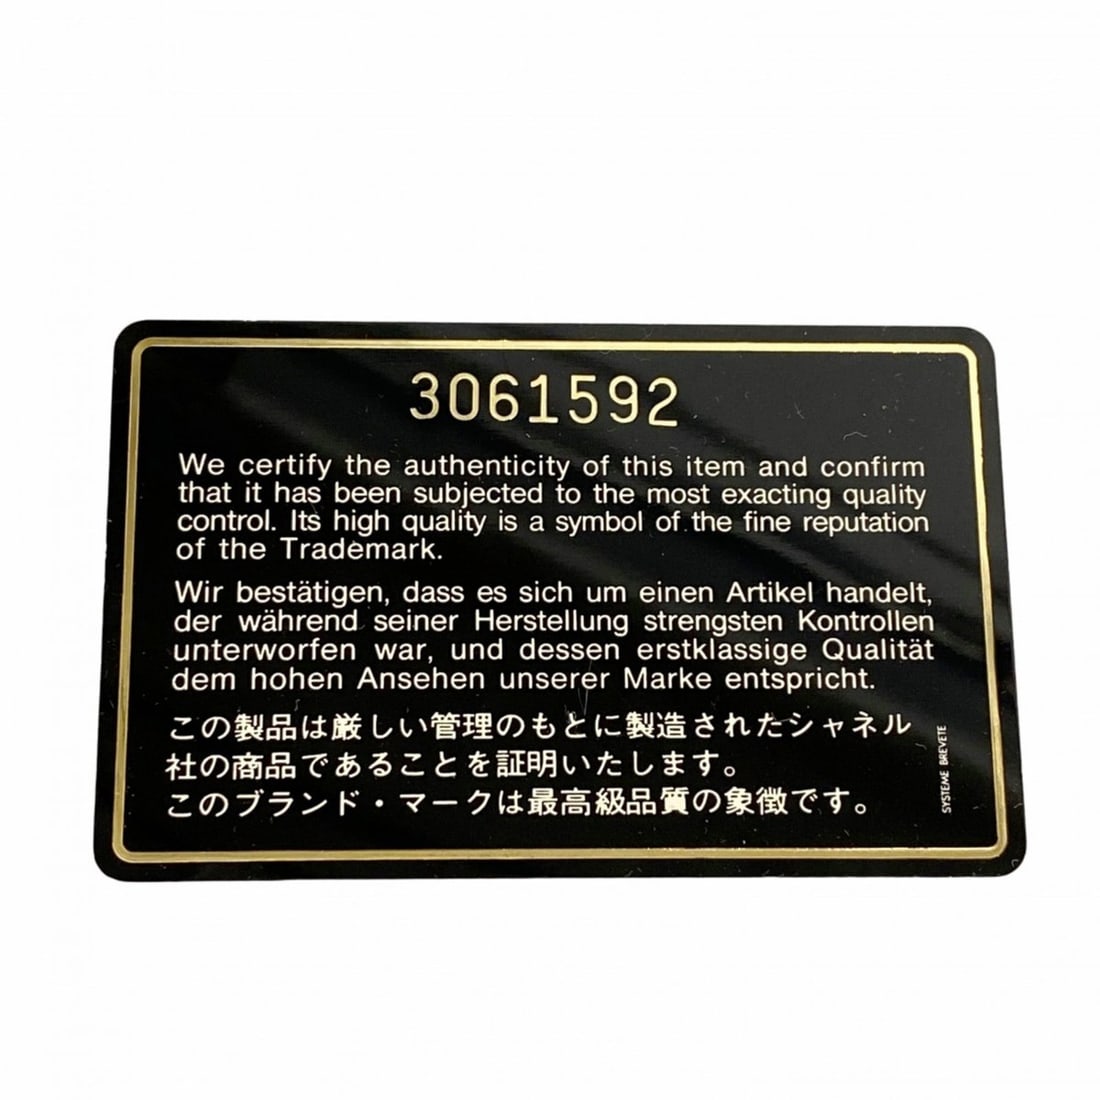 3061592
We certify the authenticity of this item and confirm
that it has been subjected to the most exacting quality
control. Its high quality is a symbol of the fine reputation
of the Trademark.
Wir bestätigen, dass es sich um einen Artikel handelt,
der während seiner Herstellung strengsten Kontrollen
unterworfen war, und dessen erstklassige Qualität
dem hohen Ansehen unserer Marke entspricht.
この製品は厳しい管理のもとに製造されたシャネル
社の商品であることを証明いたします。
このブランド・マークは最高級品質の象徴です。
SYSTEME BREVETE